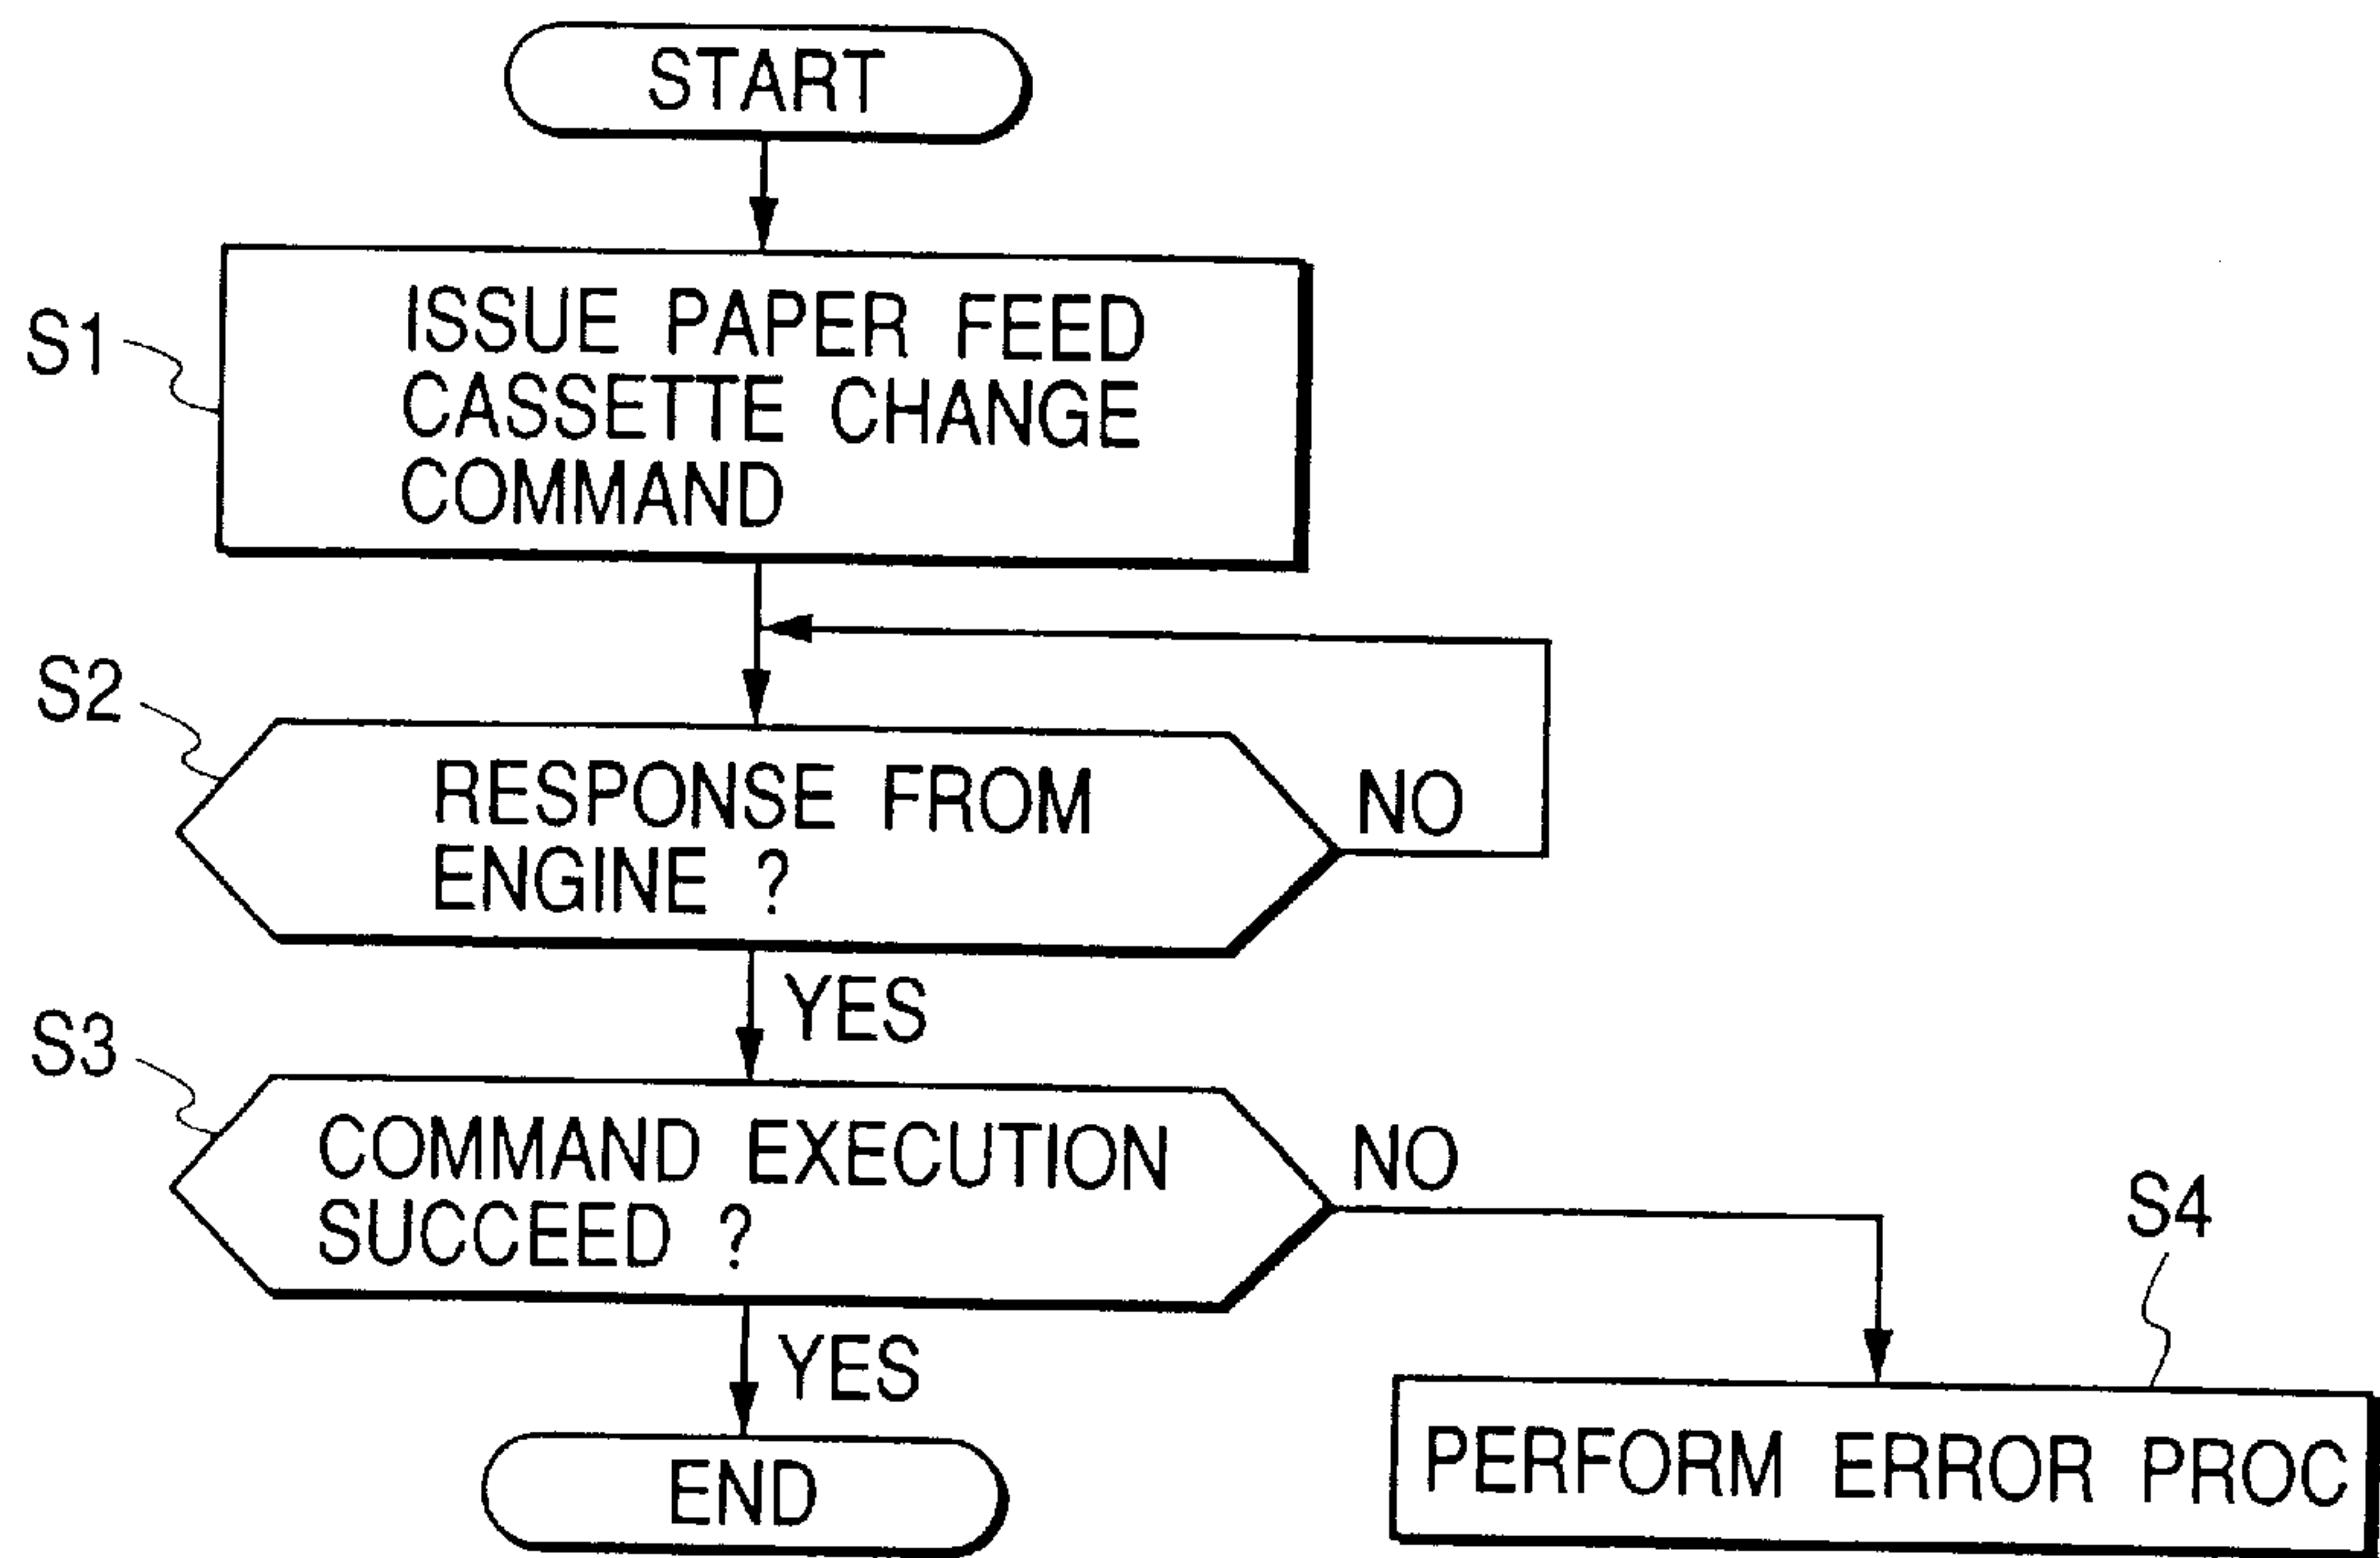 START
S1
ISSUE PAPER FEED
CASSETTE CHANGE
COMMAND
S2
RESPONSE FROM
ENGINE ?
NO
YES
S3
COMMAND EXECUTION
SUCCEED ?
NO
S4
YES
PERFORM ERROR PROC
END